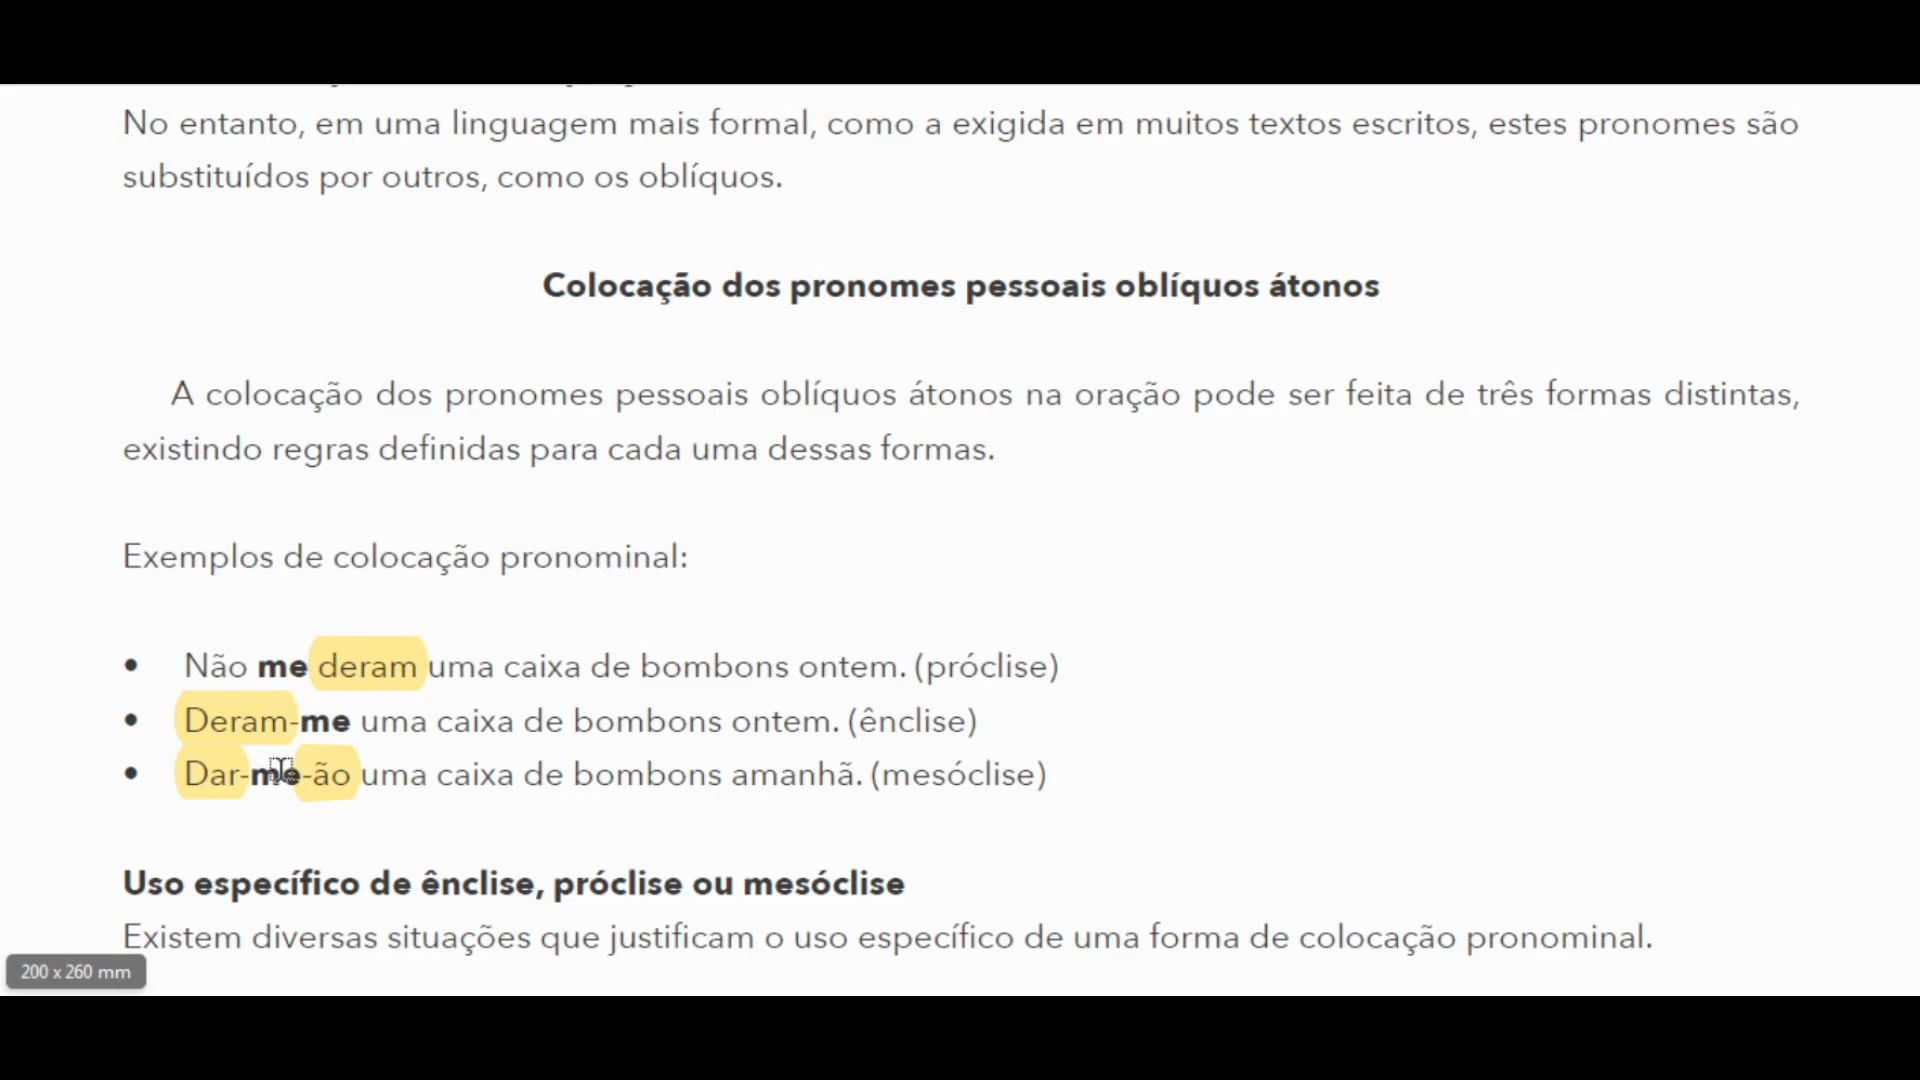 No entanto, em uma linguagem mais formal, como a exigida em muitos textos escritos, estes pronomes são
substituídos por outros, como os oblíquos.
Colocação dos pronomes pessoais oblíquos átonos
A colocação dos pronomes pessoais oblíquos átonos na oração pode ser feita de três formas distintas,
existindo regras definidas para cada uma dessas formas.
Exemplos de colocação pronominal:
• Não me deram uma caixa de bombons ontem. (próclise)
• Deram-me uma caixa de bombons ontem. (ênclise)
• Dar-me-ão uma caixa de bombons amanhã. (mesóclise)
Uso específico de ênclise, próclise ou mesóclise
Existem diversas situações que justificam o uso específico de uma forma de colocação pronominal.
200 x 260 mm